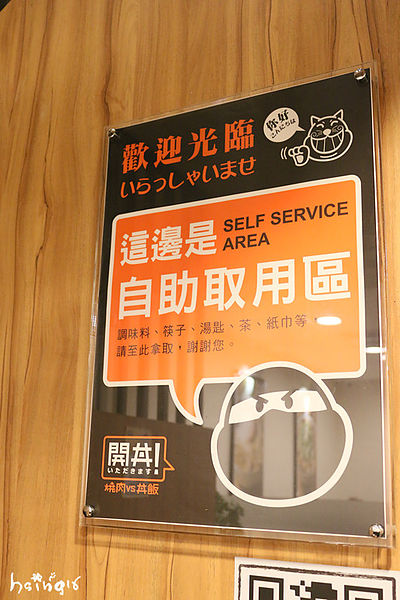 歡迎光臨
いらっしゃいませ
你好
こんにちは
這邊是 SELF SERVICE AREA
自助取用區
調味料、筷子、湯匙、茶、紙巾等，
請至此拿取，謝謝您。
開丼!
いただきます
燒肉vs丼飯